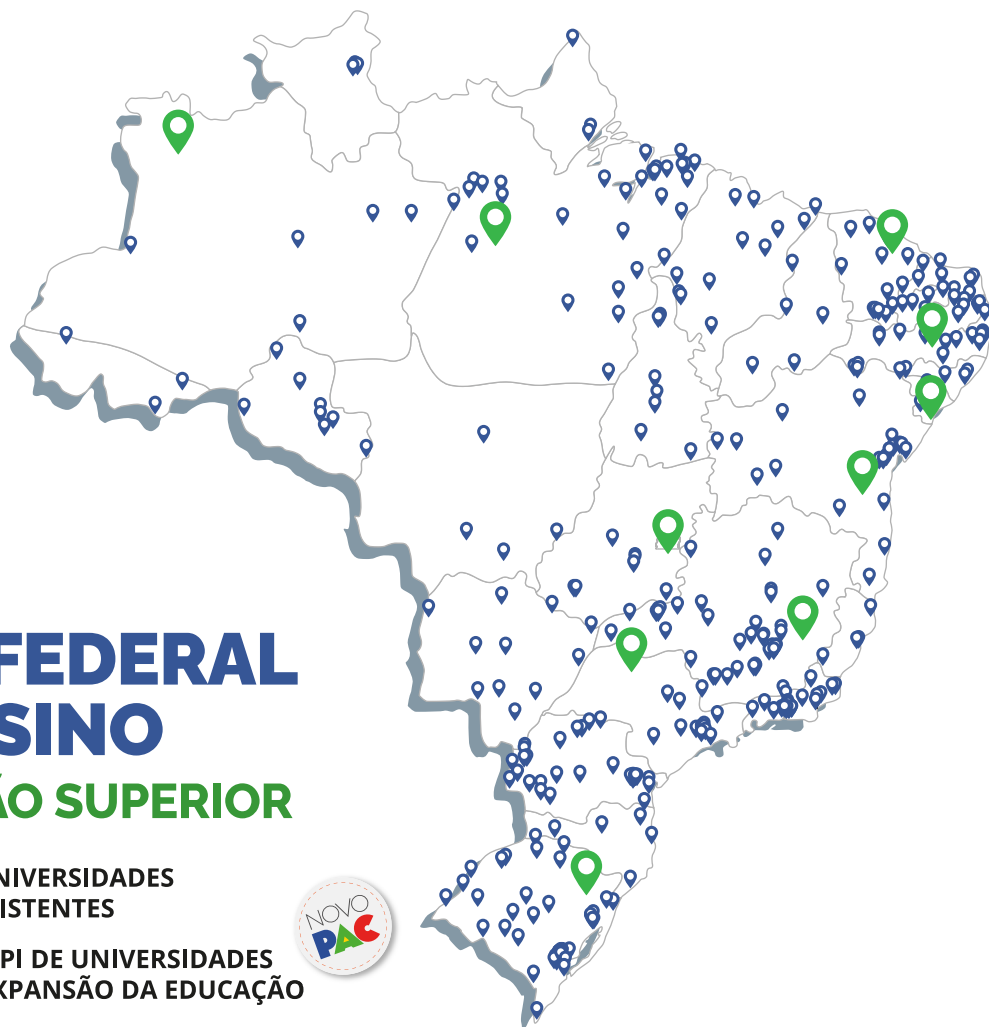 FEDERAL
SINO
ÃO SUPERIOR
NIVERSIDADES
ISTENTES
NOVO
PAC
PI DE UNIVERSIDADES
XPANSÃO DA EDUCAÇÃO